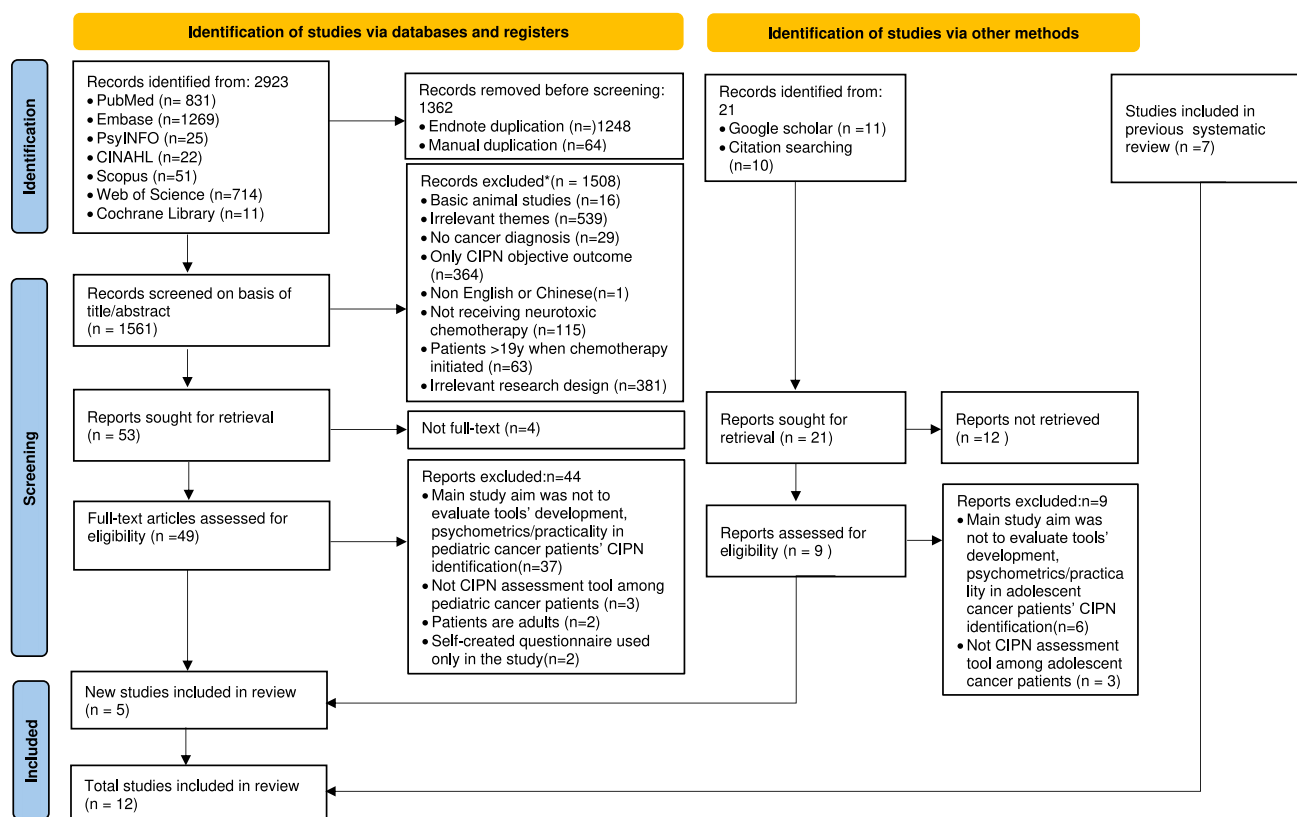 Identification of studies via databases and registers
Identification of studies via other methods
Identification
Records identified from: 2923
• PubMed (n= 831)
• Embase (n=1269)
• PsyINFO (n=25)
• CINAHL (n=22)
• Scopus (n=51)
• Web of Science (n=714)
• Cochrane Library (n=11)
Records removed before screening:
1362
• Endnote duplication (n=)1248
• Manual duplication (n=64)
Records identified from:
21
• Google scholar (n =11)
• Citation searching
(n=10)
Studies included in
previous systematic
review (n =7)
Records excluded*(n = 1508)
• Basic animal studies (n=16)
• Irrelevant themes (n=539)
• No cancer diagnosis (n=29)
• Only CIPN objective outcome
(n=364)
• Non English or Chinese(n=1)
• Not receiving neurotoxic
chemotherapy (n=115)
• Patients >19y when chemotherapy
initiated (n=63)
• Irrelevant research design (n=381)
Screening
Records screened on basis of
title/abstract
(n = 1561)
Reports sought for retrieval
(n = 53)
Not full-text (n=4)
Reports sought for
retrieval (n = 21)
Reports not retrieved
(n =12 )
Full-text articles assessed for
eligibility (n =49)
Reports excluded:n=44
• Main study aim was not to
evaluate tools' development,
psychometrics/practicality in
pediatric cancer patients' CIPN
identification(n=37)
• Not CIPN assessment tool among
pediatric cancer patients (n=3)
• Patients are adults (n=2)
• Self-created questionnaire used
only in the study(n=2)
Reports assessed for
eligibility (n = 9 )
Reports excluded:n=9
• Main study aim was
not to evaluate tools'
development,
psychometrics/practica
lity in adolescent
cancer patients' CIPN
identification(n=6)
• Not CIPN assessment
tool among adolescent
cancer patients (n = 3)
Included
New studies included in review
(n = 5)
Total studies included in review
(n = 12)